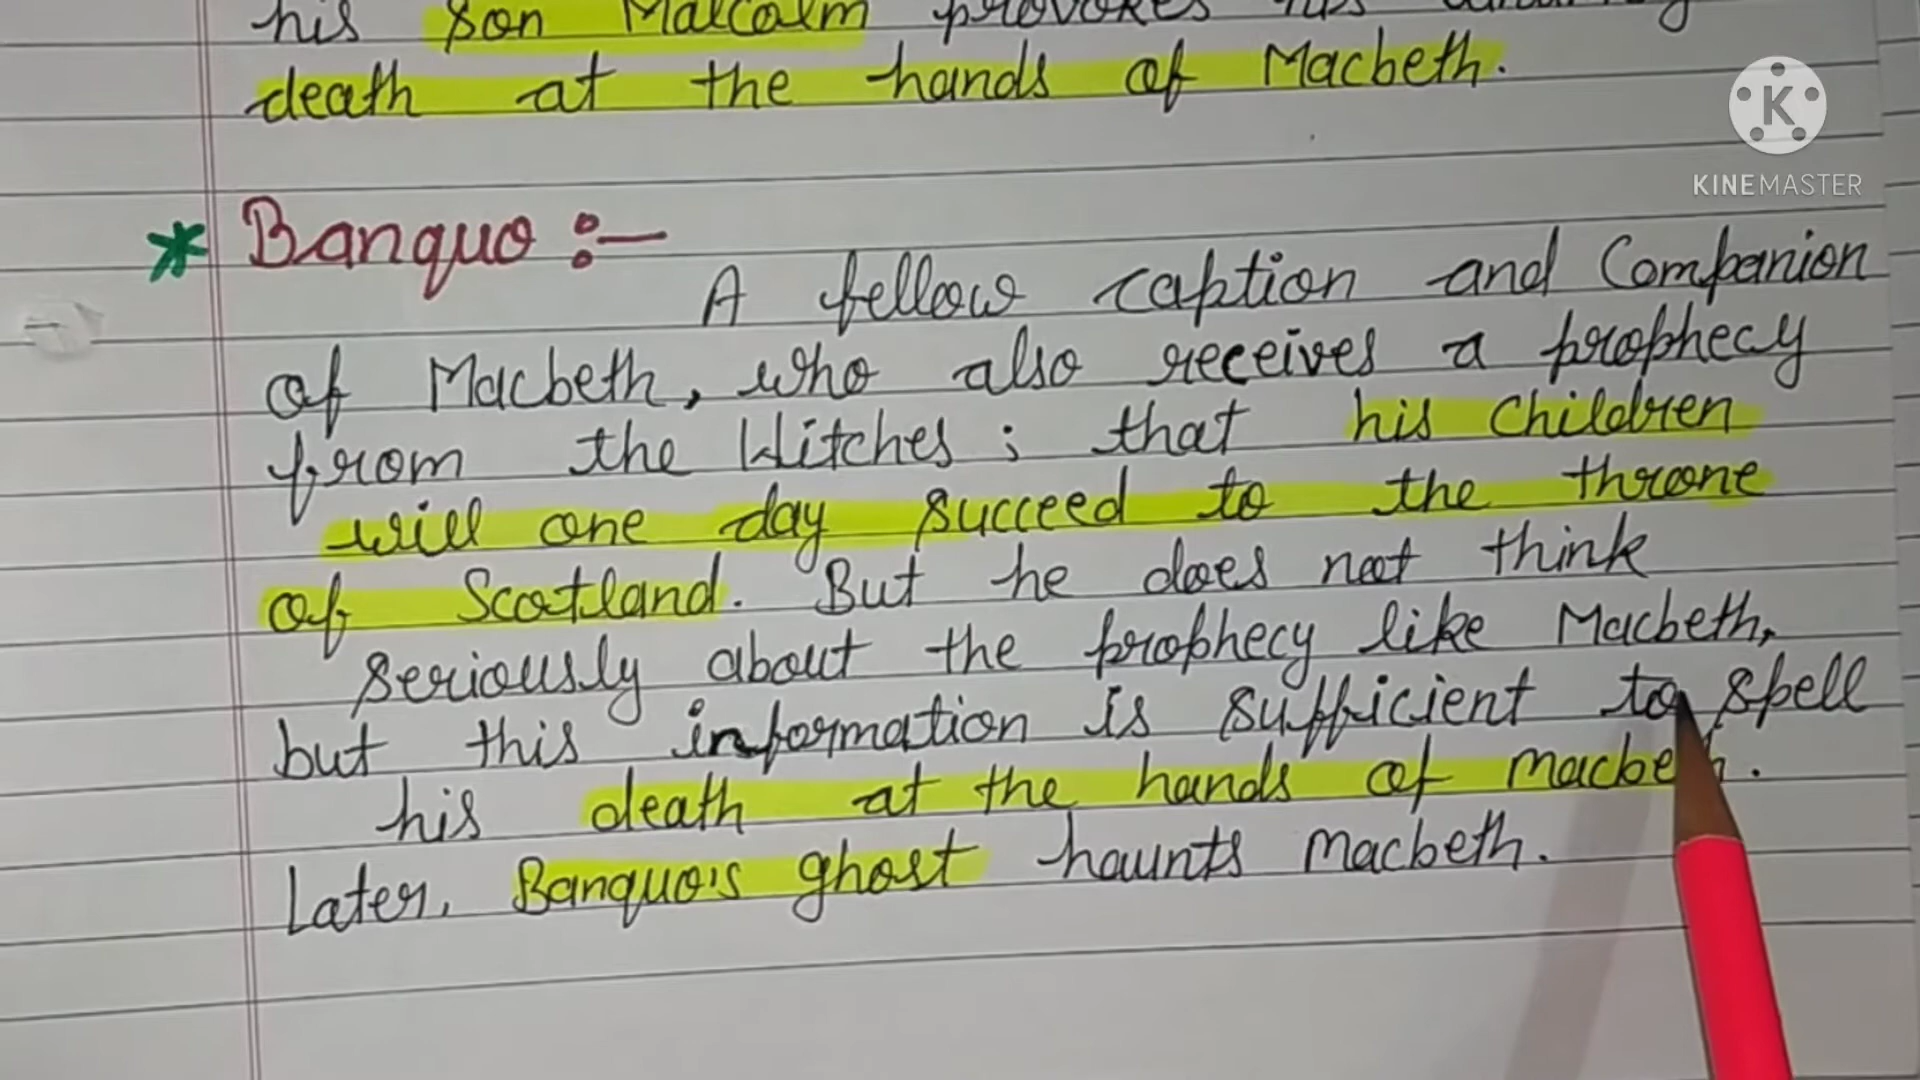 his son Malcolm provokes his
death at the hands of Macbeth.
K
KINEMASTER
* Banquo :-
A fellow caption and Companion
of Macbeth, who also receives a prophecy
from the Witches ; that his children
will one day succeed to the throne
of Scotland. But he does not think
seriously about the prophecy like Macbeth,
but this information is sufficient to spell
his death at the hands of Macbeth.
Later, Banquo's ghost haunts Macbeth.